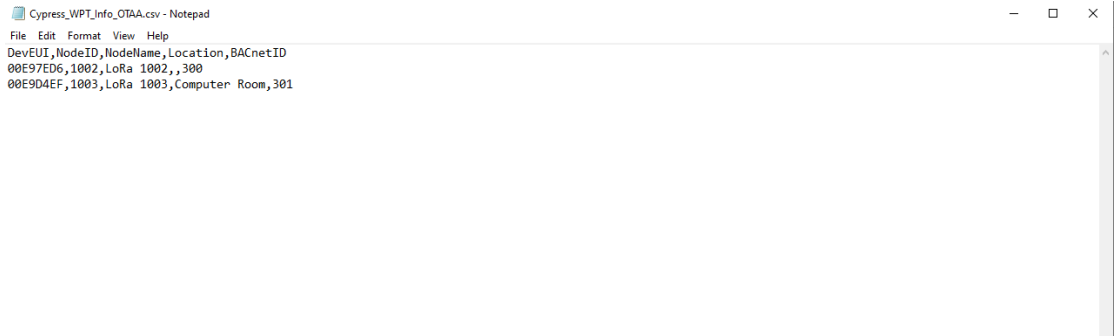 Cypress_WPT_Info_OTAA.csv - Notepad
File Edit Format View Help
DevEUI,NodeID,NodeName,Location,BACnetID
00E97ED6,1002,LoRa 1002,,300
00E9D4EF,1003,LoRa 1003,Computer Room,301